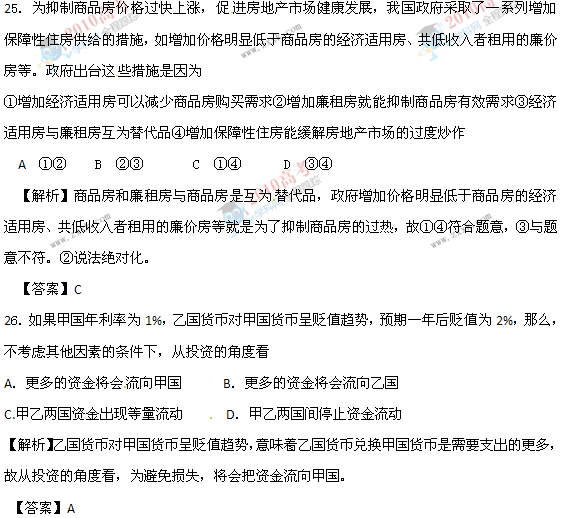 25. 为抑制商品房价格过快上涨，促进房地产市场健康发展，我国政府采取了一系列增加
保障性住房供给的措施，如增加价格明显低于商品房的经济适用房、共低收入者租用的廉价
房等。政府出台这些措施是因为
①增加经济适用房可以减少商品房购买需求②增加廉租房就能抑制商品房有效需求③经济
适用房与廉租房互为替代品④增加保障性住房能缓解房地产市场的过度炒作
A ①② B ②③ C ①④ D ③④
【解析】商品房和廉租房与商品房是互为替代品，政府增加价格明显低于商品房的经济
适用房、共低收入者租用的廉价房等就是为了抑制商品房的过热，故①④符合题意，③与题
意不符。②说法绝对化。
【答案】C
26. 如果甲国年利率为 1%，乙国货币对甲国货币呈贬值趋势，预期一年后贬值为 2%，那么，
不考虑其他因素的条件下，从投资的角度看
A. 更多的资金将会流向甲国 B. 更多的资金将会流向乙国
C.甲乙两国资金出现等量流动 D. 甲乙两国间停止资金流动
【解析】乙国货币对甲国货币呈贬值趋势，意味着乙国货币兑换甲国货币是需要支出的更多，
故从投资的角度看，为避免损失，将会把资金流向甲国。
【答案】A